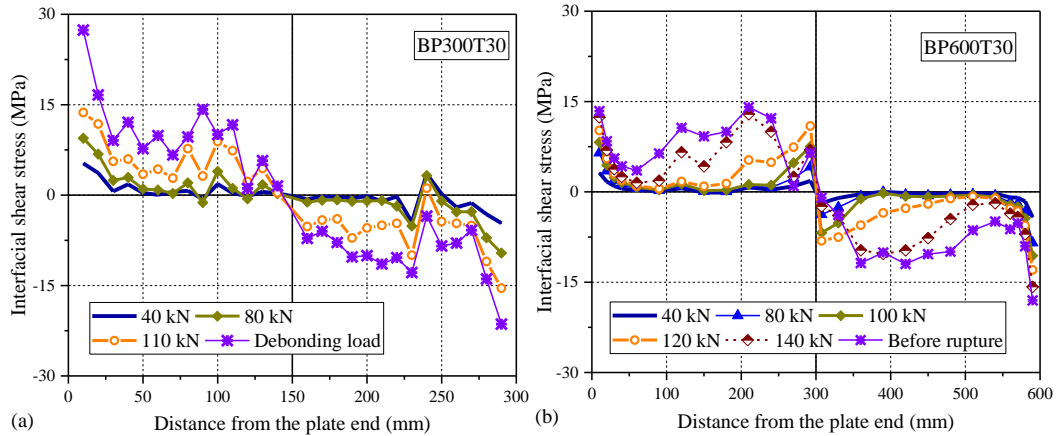 BP300T30
Interfacial shear stress (MPa)
30
15
0
-15
-30
40 kN
80 kN
110 kN
Debonding load
0
50
100
150
200
250
300
(a)
Distance from the plate end (mm)
BP600T30
Interfacial shear stress (MPa)
30
15
0
-15
-30
40 kN
80 kN
100 kN
120 kN
140 kN
Before rupture
0
100
200
300
400
500
600
(b)
Distance from the plate end (mm)